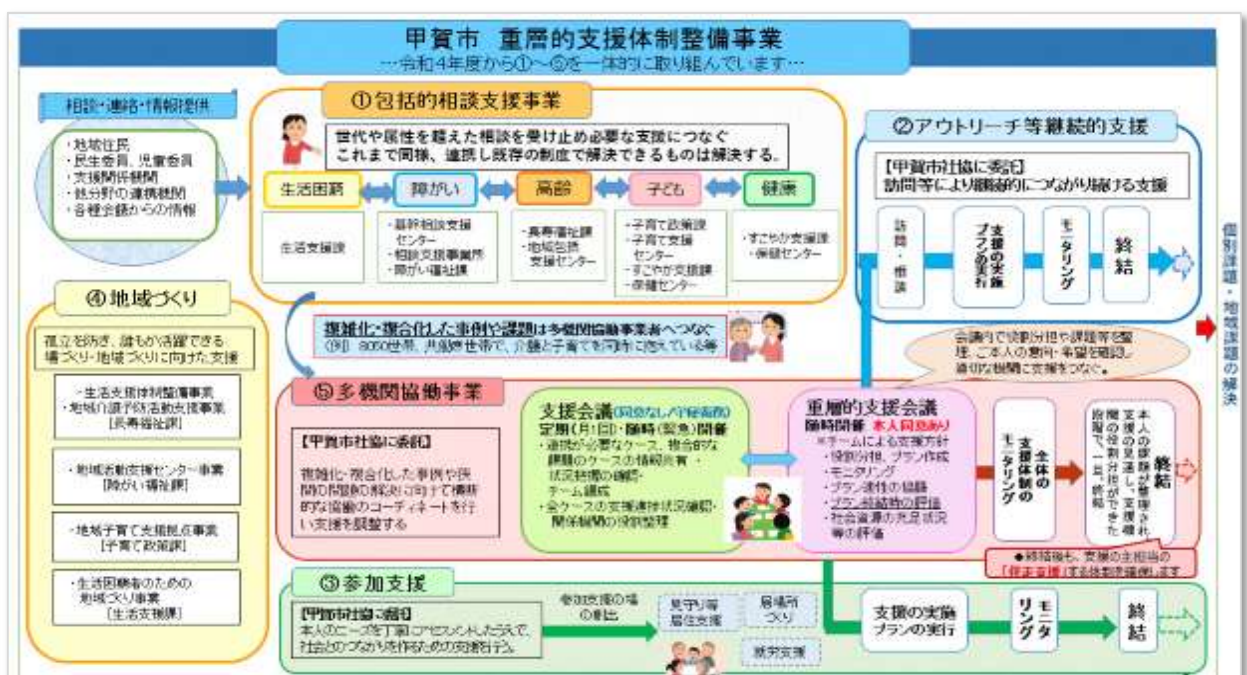 甲賀市 重層的支援体制整備事業
…令和4年度から①～⑤を一体的に取り組んでいます…
相談・連絡・情報提供
・地域住民
・民生委員、児童委員
・支援関係機関
・他分野の連携機関
・各種会議からの情報
①包括的相談支援事業
世代や属性を超えた相談を受け止め必要な支援につなぐ
これまで同様、連携し既存の制度で解決できるものは解決する。
生活困窮
障がい
高齢
子ども
健康
生活支援課
・基幹相談支援
センター
・相談支援事業所
・障がい福祉課
・長寿福祉課
・地域包括
支援センター
・子育て政策課
・子育て支援
センター
・すこやか支援課
・保健センター
・すこやか支援課
・保健センター
②アウトリーチ等継続的支援
【甲賀市社協に委託】
訪問等により継続的につながり続ける支援
訪問・相談
支援の実施
プランの実行
モニタリング
終結
個別課題・地域課題の解決
④地域づくり
孤立を防ぎ、誰もが活躍できる
場づくり・地域づくりに向けた支援
・生活支援体制整備事業
・地域介護予防活動支援事業
[長寿福祉課]
・地域活動支援センター事業
[障がい福祉課]
・地域子育て支援拠点事業
[子育て政策課]
・生活困窮者のための
地域づくり事業
[生活支援課]
複雑化・複合化した事例や課題は多機関協働事業者へつなぐ
(例) 8050世帯、共働き世帯で、介護と子育てを同時に抱えている等
会議内で役割分担や課題等を整
理、ご本人の意向・希望を確認し
適切な機関に支援をつなぐ。
⑤多機関協働事業
【甲賀市社協に委託】
複雑化・複合化した事例や狭
間の問題の解決に向けて横断
的な協働のコーディネートを行
い支援を調整する
支援会議(同意なし/守秘義務)
定期(月1回)・随時(緊急)開催
・連携が必要なケース、複合的な
課題のケースの情報共有・
状況把握の確認・
チーム編成
・全ケースの支援進捗状況確認・
関係機関の役割整理
重層的支援会議
随時開催 本人同意あり
※チームによる支援方針
・役割分担、プラン作成
・モニタリング
・プラン適性の協議
・プラン終結時の評価
・社会資源の充足状況
等の評価
全体の
支援体制の
モニタリング
終結
本人の課題が整理され
支援の見通し、支援機
関の役割分担ができた
段階で、一旦、終結
●終結後も、支援の主担当の
「伴走支援」する体制を確保します
③参加支援
【甲賀市社協に委託】
本人のニーズを丁寧にアセスメントしたうえで、
社会とのつながりを作るための支援を行う。
参加支援の場
の創出
見守り等
居住支援
居場所
づくり
就労支援
支援の実施
プランの実行
モニタ
リング
終結